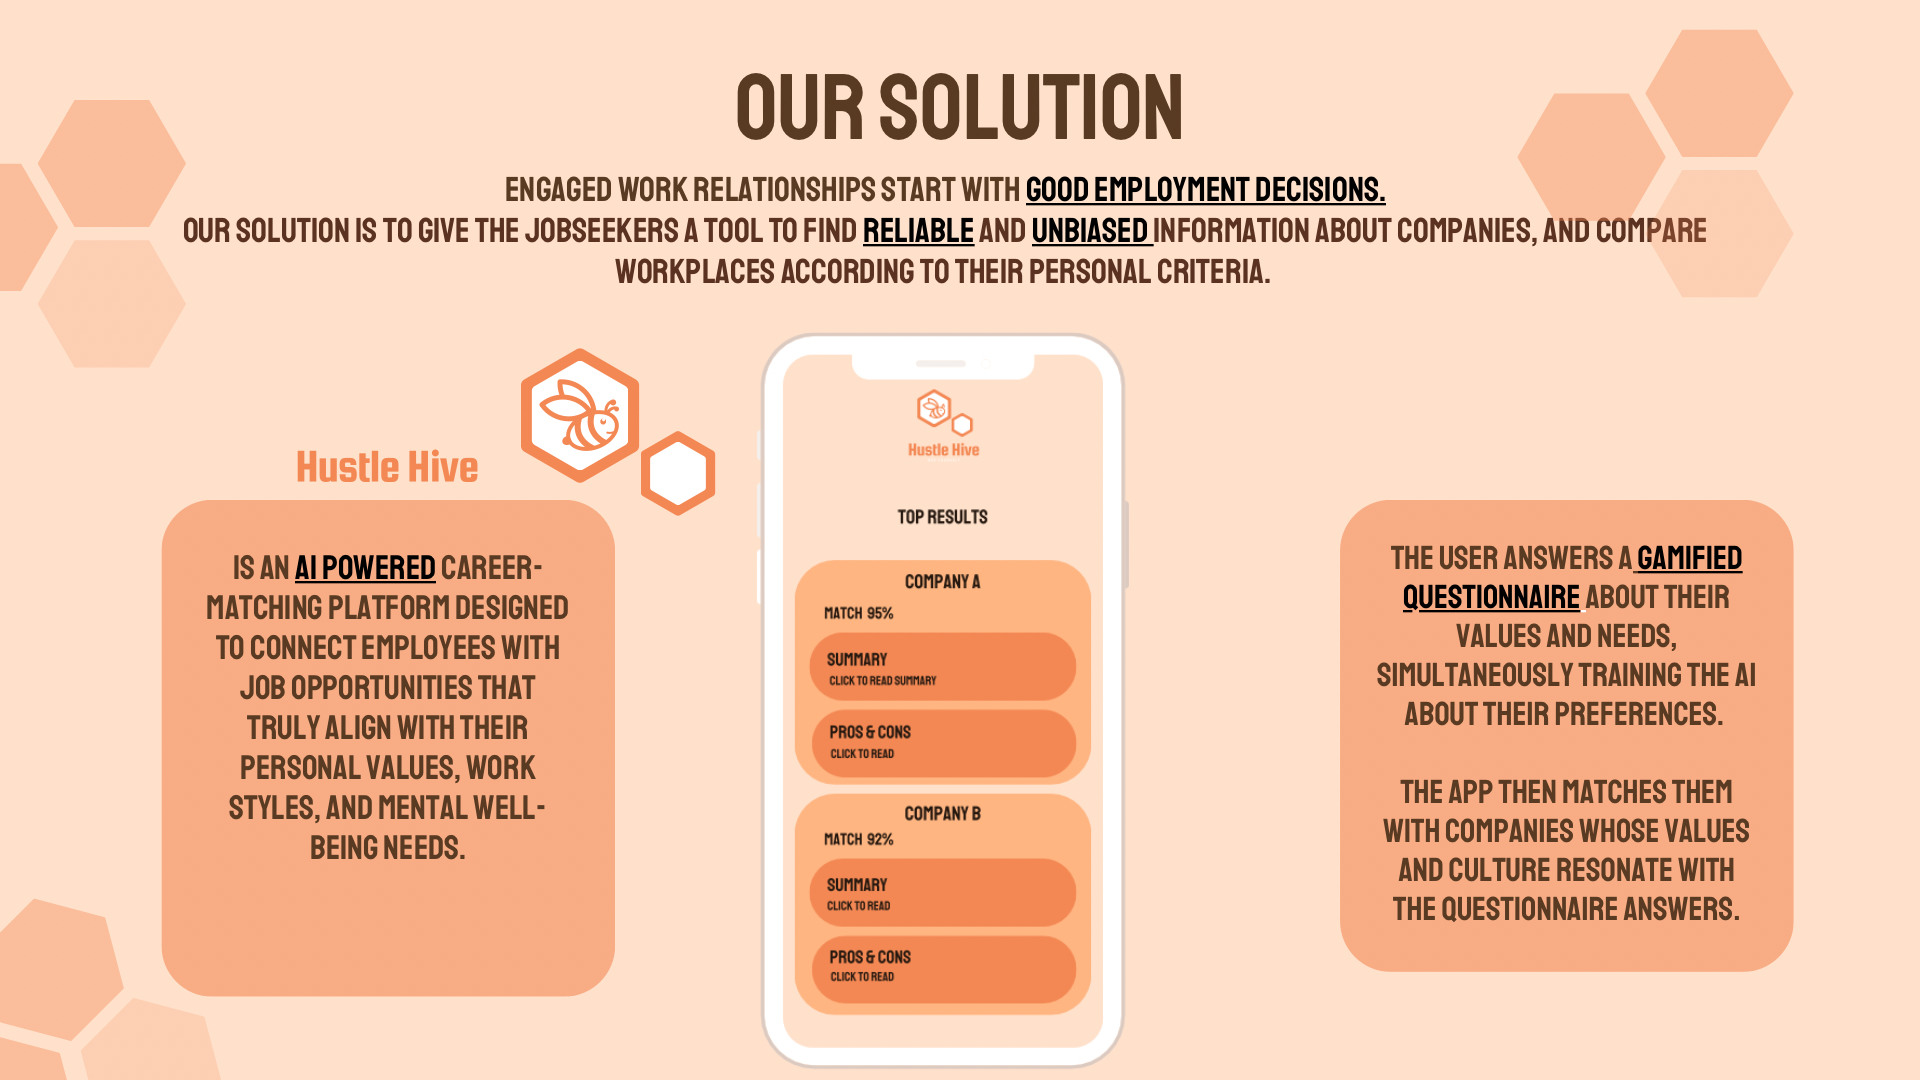 OUR SOLUTION
ENGAGED WORK RELATIONSHIPS START WITH GOOD EMPLOYMENT DECISIONS.
OUR SOLUTION IS TO GIVE THE JOBSEEKERS A TOOL TO FIND RELIABLE AND UNBIASED INFORMATION ABOUT COMPANIES, AND COMPARE
WORKPLACES ACCORDING TO THEIR PERSONAL CRITERIA.
Hustle Hive
IS AN AI POWERED CAREER-
MATCHING PLATFORM DESIGNED
TO CONNECT EMPLOYEES WITH
JOB OPPORTUNITIES THAT
TRULY ALIGN WITH THEIR
PERSONAL VALUES, WORK
STYLES, AND MENTAL WELL-
BEING NEEDS.
Hustle Hive
TOP RESULTS
COMPANY A
MATCH 95%
SUMMARY
CLICK TO READ SUMMARY
PROS & CONS
CLICK TO READ
COMPANY B
MATCH 92%
SUMMARY
CLICK TO READ
PROS & CONS
CLICK TO READ
THE USER ANSWERS A GAMIFIED
QUESTIONNAIRE ABOUT THEIR
VALUES AND NEEDS,
SIMULTANEOUSLY TRAINING THE AI
ABOUT THEIR PREFERENCES.
THE APP THEN MATCHES THEM
WITH COMPANIES WHOSE VALUES
AND CULTURE RESONATE WITH
THE QUESTIONNAIRE ANSWERS.